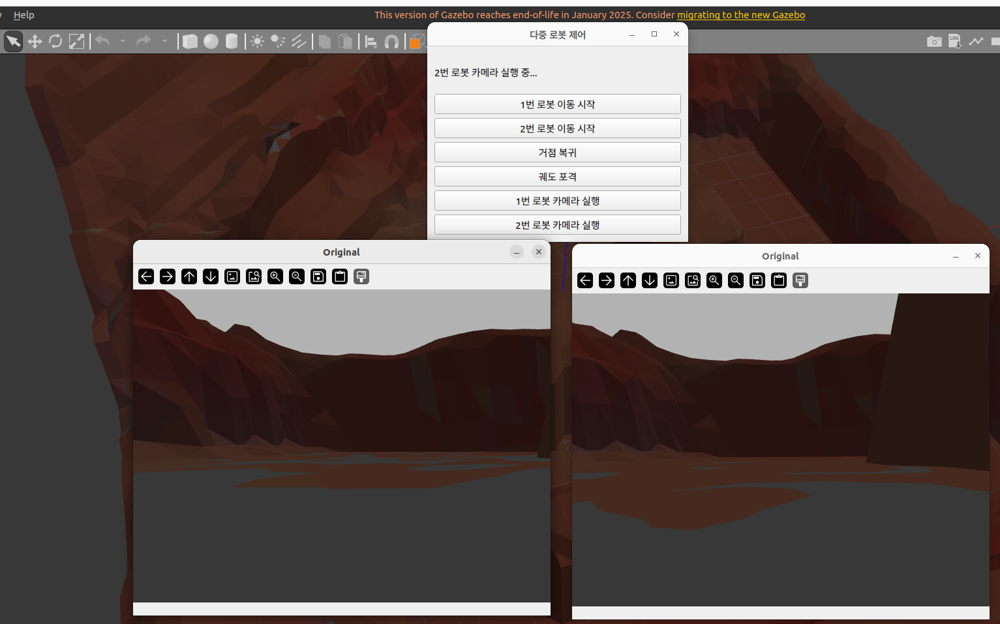 Help
This version of Gazebo reaches end-of-life in January 2025. Consider migrating to the new Gazebo
다중 로봇 제어
LOG
2번 로봇 카메라 실행 중...
1번 로봇 이동 시작
2번 로봇 이동 시작
거점 복귀
궤도 포격
1번 로봇 카메라 실행
2번 로봇 카메라 실행
Original
Original